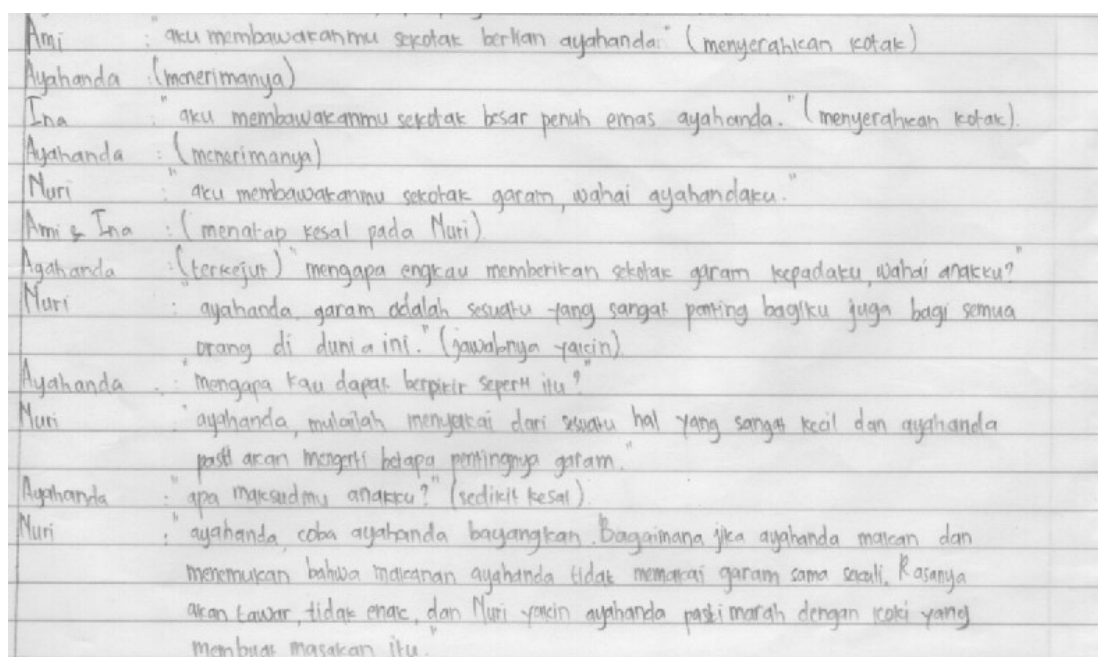 Ami : "aku membawakanmu sekotak berlian ayahanda." (menyerahkan kotak)
Ayahanda : (menerimanya)
Ina : "aku membawakanmu sekotak besar penuh emas ayahanda." (menyerahkan kotak).
Ayahanda : (menerimanya)
Nuri : "aku membawakanmu sekotak garam, wahai ayahandaku."
Ami & Ina : (menatap kesal pada Nuri)
Ayahanda : (terkejut) "mengapa engkau memberikan sekotak garam kepadaku, wahai anakku?"
Nuri : "ayahanda, garam adalah sesuatu yang sangat penting bagiku juga bagi semua
orang di dunia ini." (jawabnya yakin)
Ayahanda : "mengapa kau dapat berpikir seperti itu?"
Nuri : "ayahanda, mulailah menyukai dari sesuatu hal yang sangat kecil dan ayahanda
pasti akan mengerti betapa pentingnya garam."
Ayahanda : "apa maksudmu anakku?" (sedikit kesal)
Nuri : "ayahanda, coba ayahanda bayangkan. Bagaimana jika ayahanda makan dan
menemukan bahwa makanan ayahanda tidak memakai garam sama sekali. Rasanya
akan tawar, tidak enak, dan Nuri yakin ayahanda pasti marah dengan koki yang
membuat masakan itu."